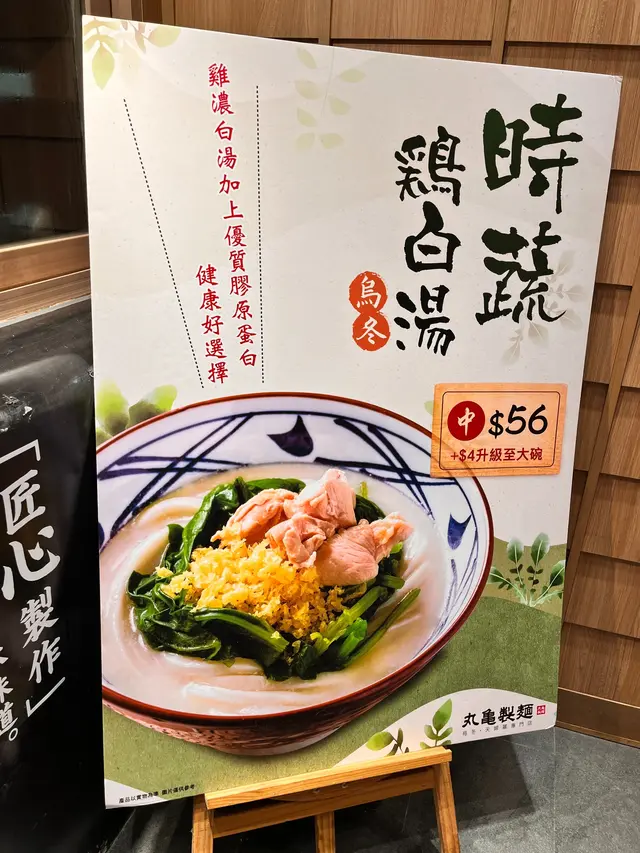 時蔬
鷄白湯
烏冬
雞濃白湯加上優質膠原蛋白
健康好選擇
中 $56
+$4升級至大碗
丸亀製麺
產品以實物為準 圖片僅供參考
「匠心製作」